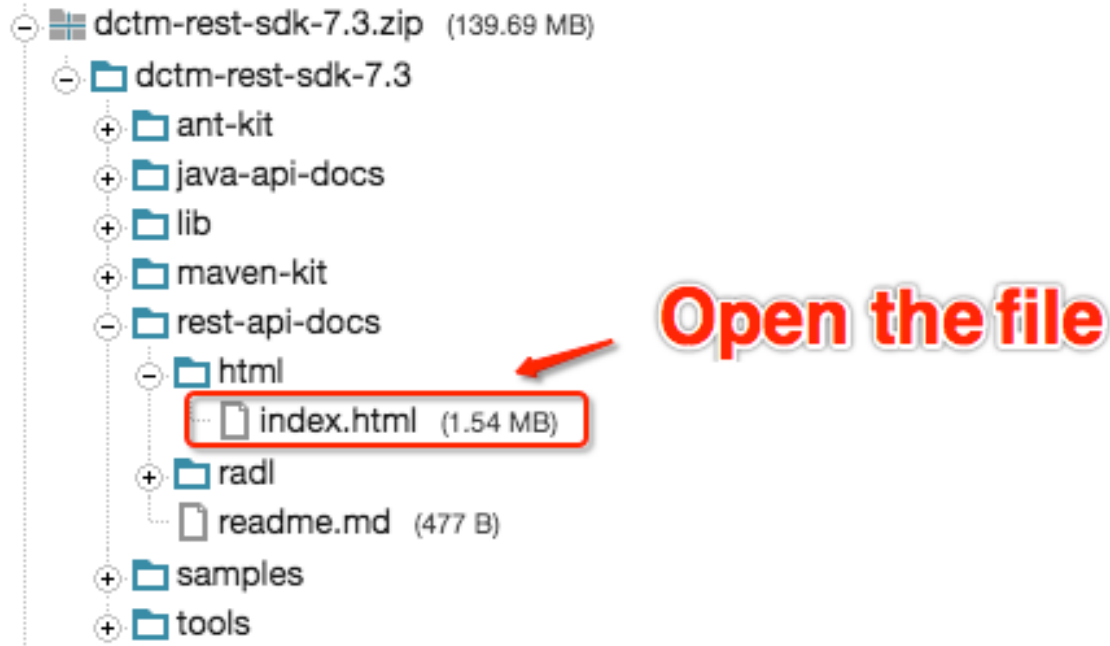 dctm-rest-sdk-7.3.zip (139.69 MB)
dctm-rest-sdk-7.3
ant-kit
java-api-docs
lib
maven-kit
rest-api-docs
Open the file
html
index.html (1.54 MB)
radl
readme.md (477 B)
samples
tools